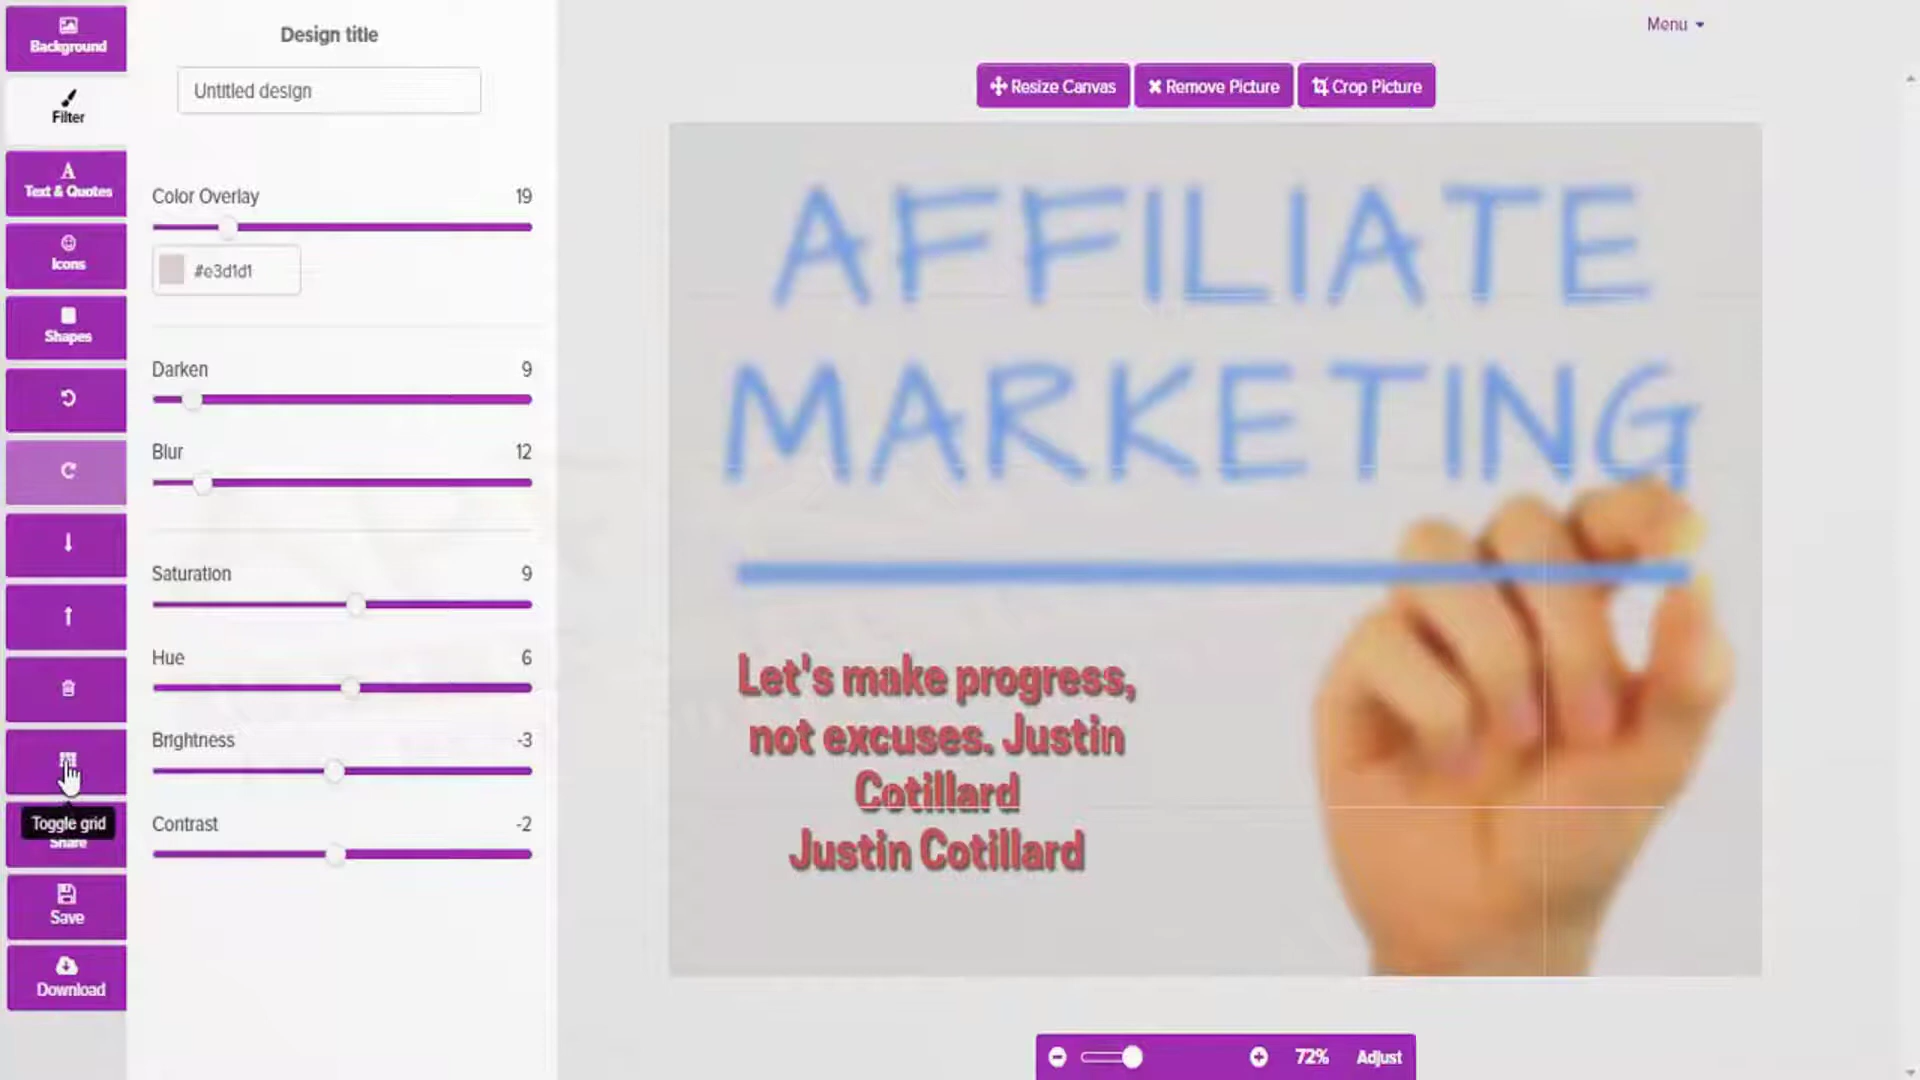 Background
Filter
Text & Quotes
Icons
Shapes
Toggle grid
Share
Save
Download
Design title
Untitled design
Color Overlay 19
#e3d1d1
Darken 9
Blur 12
Saturation 9
Hue 6
Brightness -3
Contrast -2
Menu
Resize Canvas
Remove Picture
Crop Picture
AFFILIATE
MARKETING
Let's make progress,
not excuses. Justin
Cotillard
Justin Cotillard
72% Adjust